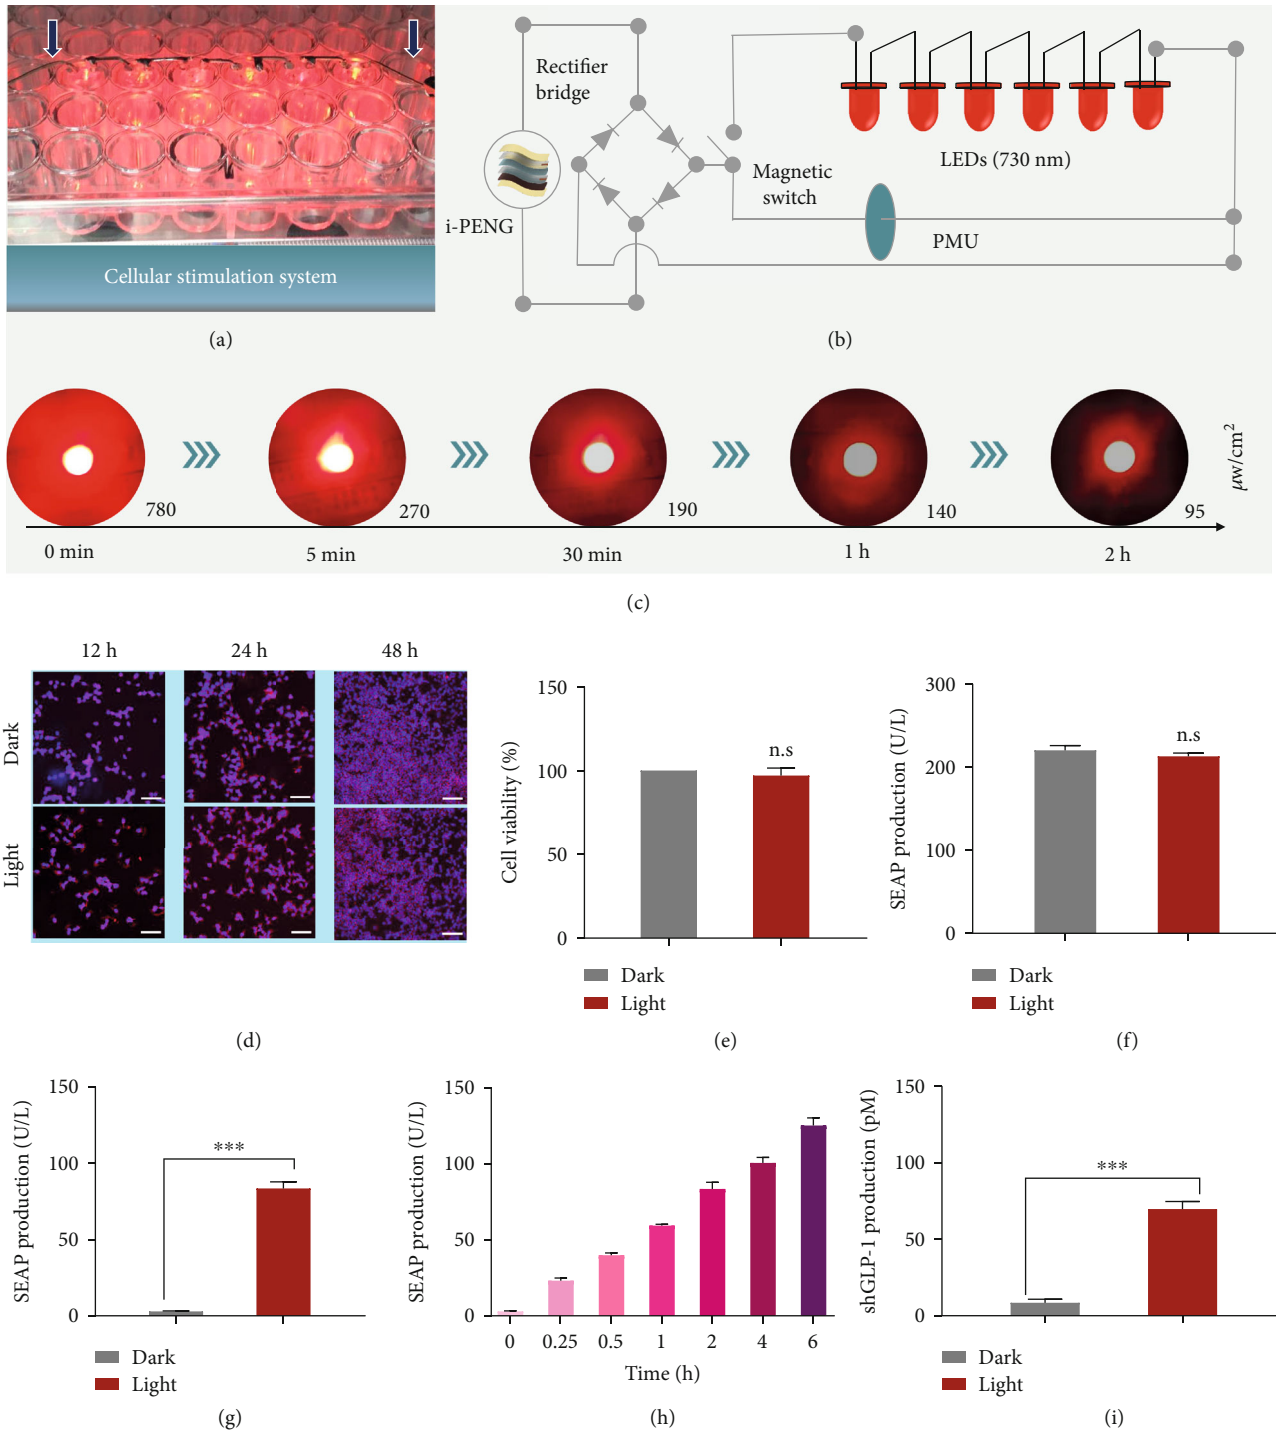 Cellular stimulation system
(a)
Rectifier
bridge
i-PENG
Magnetic
switch
LEDs (730 nm)
PMU
(b)
780
270
190
140
95
μw/cm²
0 min
5 min
30 min
1 h
2 h
(c)
12 h
24 h
48 h
Dark
Light
(d)
Cell viability (%)
150
100
50
0
n.s
Dark
Light
(e)
SEAP production (U/L)
300
200
100
0
n.s
Dark
Light
(f)
SEAP production (U/L)
150
100
50
0
***
Dark
Light
(g)
SEAP production (U/L)
150
100
50
0
0
0.25
0.5
1
2
4
6
Time (h)
(h)
shGLP-1 production (pM)
150
100
50
0
***
Dark
Light
(i)